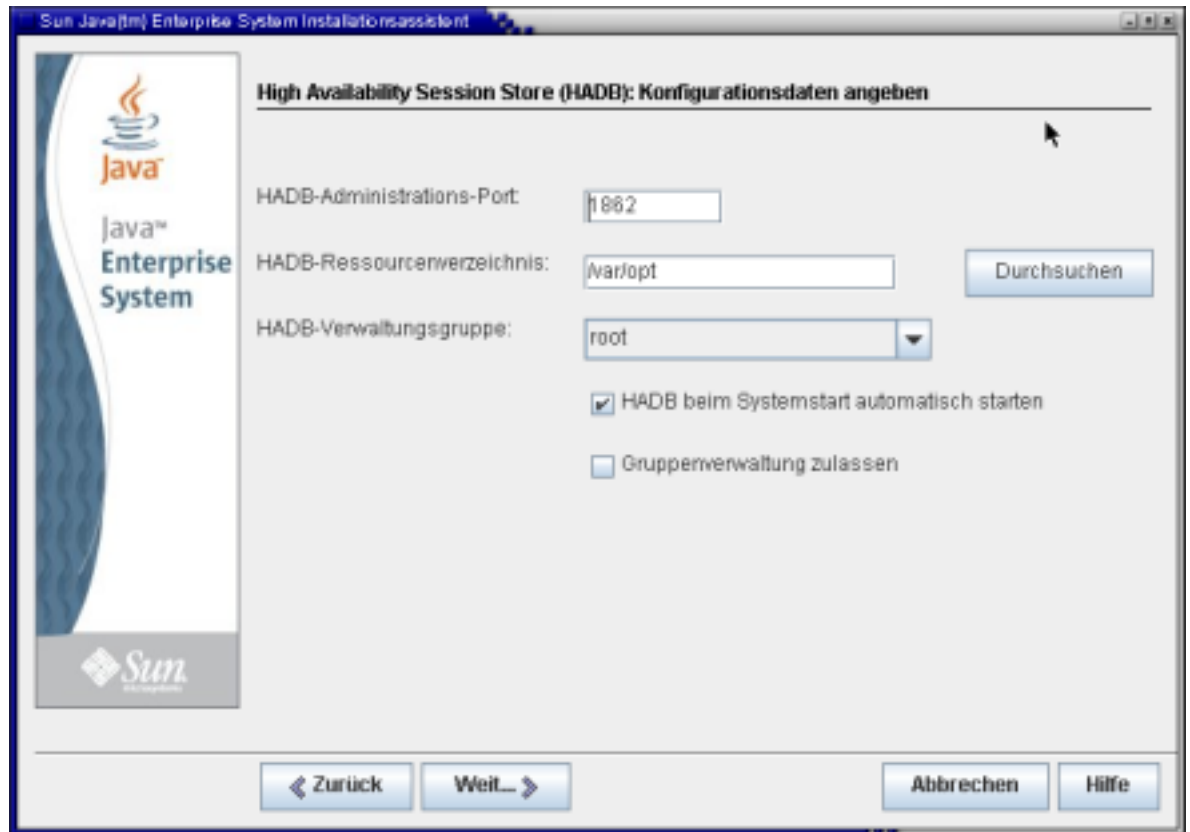 Sun Java(tm) Enterprise System Installationsassistent
High Availability Session Store (HADB): Konfigurationsdaten angeben
Java™
HADB-Administrations-Port:
1862
Java™
Enterprise
System
HADB-Ressourcenverzeichnis:
/var/opt
Durchsuchen
HADB-Verwaltungsgruppe:
root
HADB beim Systemstart automatisch starten
Gruppenverwaltung zulassen
Sun
Zurück
Weit...
Abbrechen
Hilfe